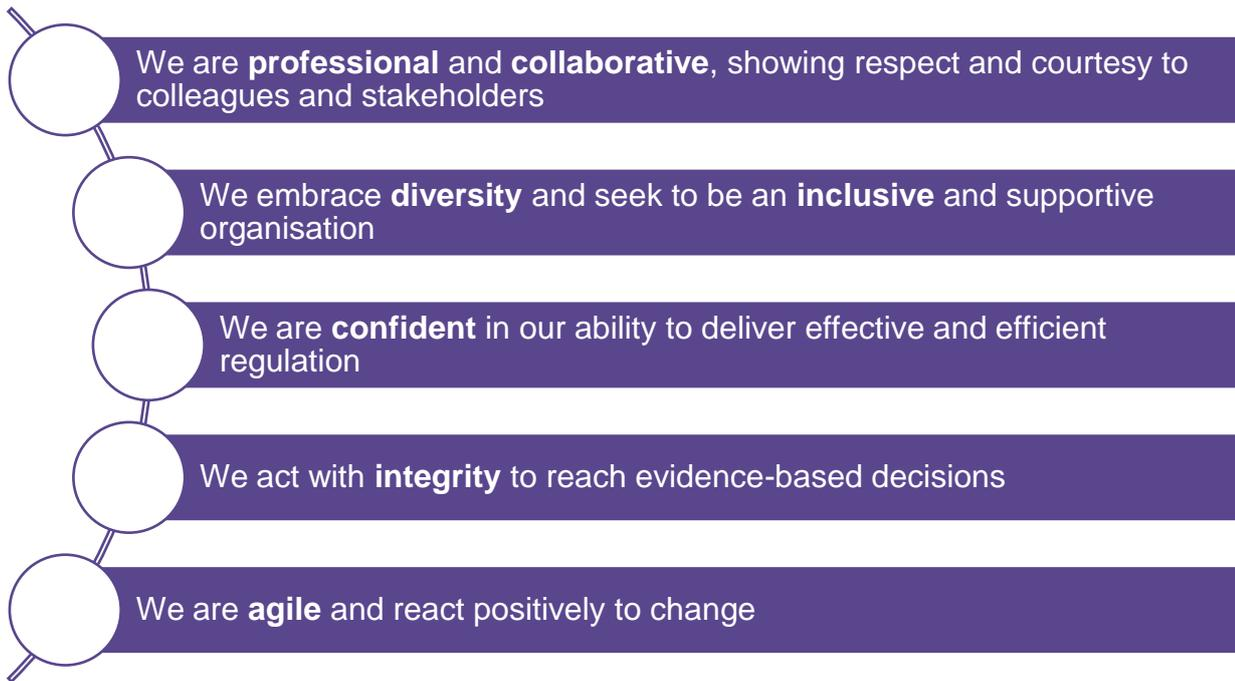 We are professional and collaborative, showing respect and courtesy to
colleagues and stakeholders
We embrace diversity and seek to be an inclusive and supportive
organisation
We are confident in our ability to deliver effective and efficient
regulation
We act with integrity to reach evidence-based decisions
We are agile and react positively to change